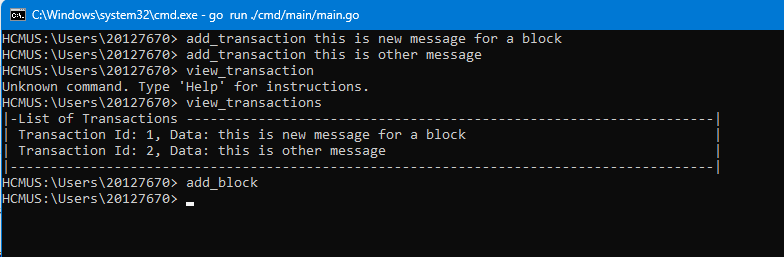 C:\Windows\system32\cmd.exe - go run ./cmd/main/main.go
HCMUS:\Users\20127670> add_transaction this is new message for a block
HCMUS:\Users\20127670> add_transaction this is other message
HCMUS:\Users\20127670> view_transaction
Unknown command. Type 'Help' for instructions.
HCMUS:\Users\20127670> view_transactions
|-List of Transactions ------------------------------------------------------------------|
| Transaction Id: 1, Data: this is new message for a block                               |
| Transaction Id: 2, Data: this is other message                                         |
|----------------------------------------------------------------------------------------|
HCMUS:\Users\20127670> add_block
HCMUS:\Users\20127670>